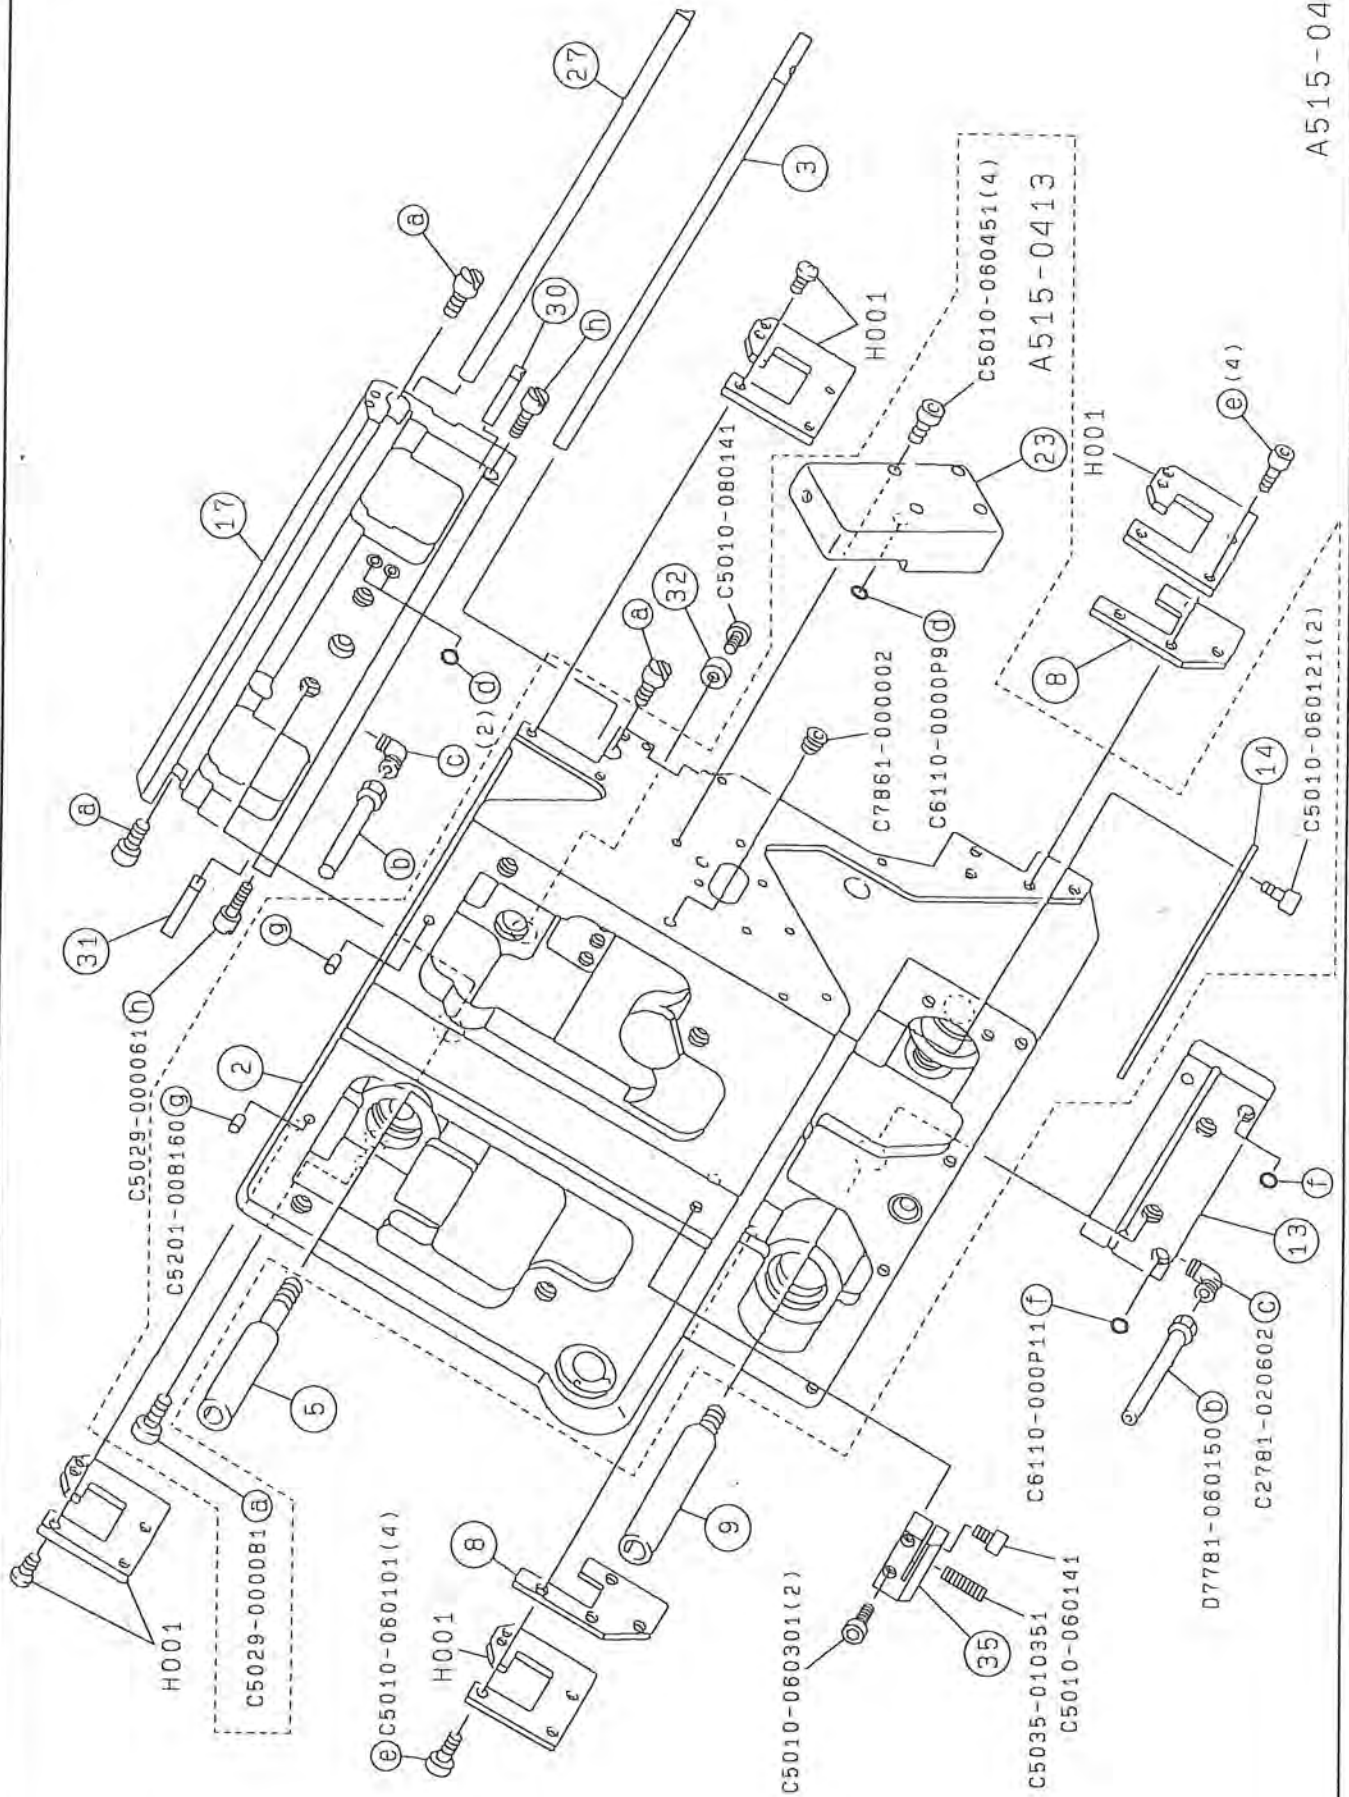 A515-04
27
3
a
30
h
17
H001
C5010-060451(4)
A515-0413
C5010-080141
23
H001
e(4)
32
a
d
C7861-000002
C6110-0000P9 d
8
C5010-060121(2)
14
a
c(2)
b
31
h
g
C5029-000061 h
C5201-008160 g
2
g
5
f
13
C6110-000P11 f
D7781-060150 b
C2781-020602 c
9
a
C5029-000081 a
H001
8
e C5010-060101(4)
H001
C5010-060301(2)
35
C5035-010351
C5010-060141